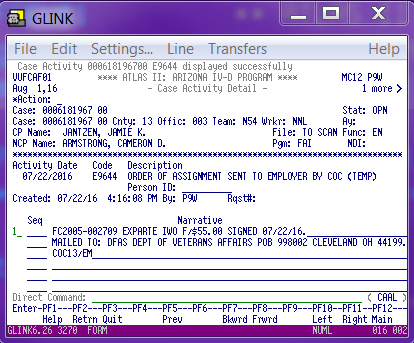 GLINK
File Edit Settings... Line Transfers Help
Case Activity 000618196700 E9644 displayed successfully
VUFCAF01 **** ATLAS II: ARIZONA IV-D PROGRAM **** MC12 P9W
Aug 1,16 - Case Activity Detail - 1 more >
*Action: _
Case: 0006181967 00 Stat: OPN
Case: 0006181967 00 Cnty: 13 Offic: 003 Team: N54 Wrkr: NNL Ay:
CP Name: JANTZEN, JAMIE K. File: TO SCAN Func: EN
NCP Name: ARMSTRONG, CAMERON D. Pgm: FAI NDI:
********************************************************************************
Activity Date Code Description
07/22/2016 E9644 ORDER OF ASSIGNMENT SENT TO EMPLOYER BY COC (TEMP)
Person ID:
Created: 07/22/16 4:16:08 PM By: P9W Rqst#:
Seq Narrative
1_ FC2005-002709 EXPARTE IWO F/$55.00 SIGNED 07/22/16.
MAILED TO: DFAS DEPT OF VETERANS AFFAIRS POB 998002 CLEVELAND OH 44199.
COC13/EM
Direct Command: ( CAAL )
Enter-PF1---PF2---PF3---PF4---PF5---PF6---PF7---PF8---PF9---PF10--PF11--PF12---
Help Retrn Quit Prev Bkwrd Frwrd Left Right Main
GLINK6.26 3270 FORM NUML 016 002